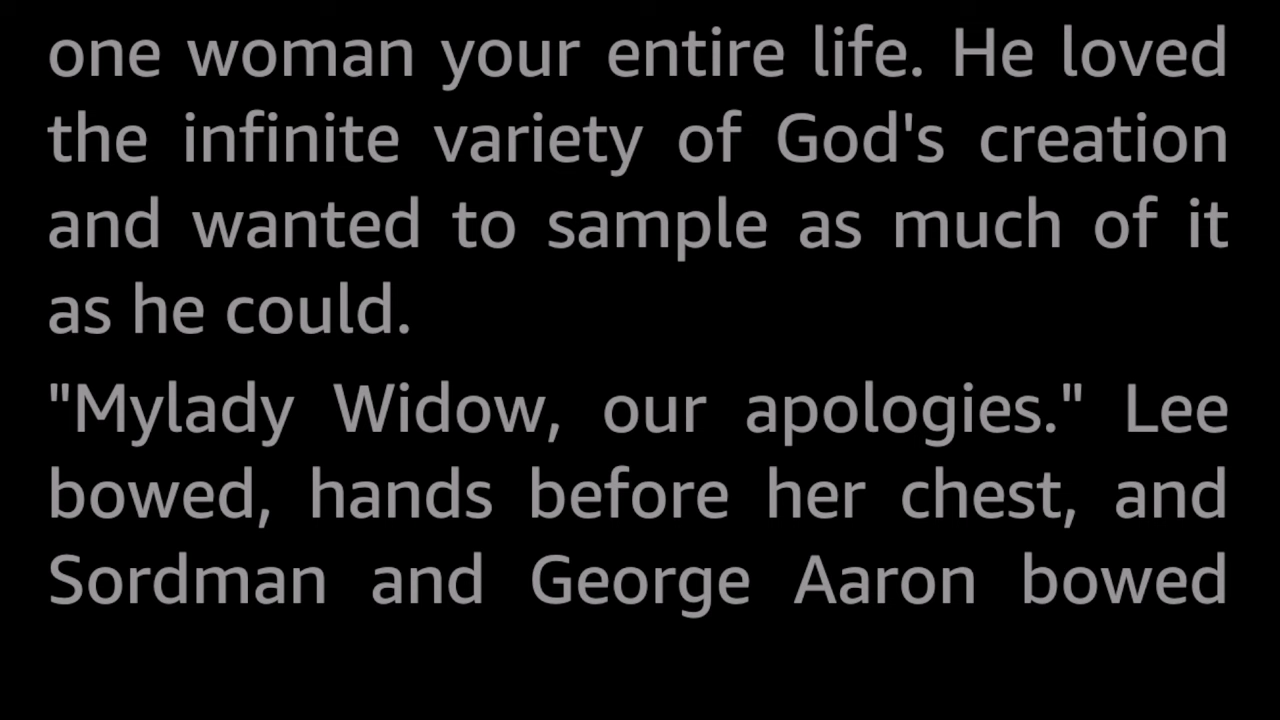 one woman your entire life. He loved
the infinite variety of God's creation
and wanted to sample as much of it
as he could.
"Mylady Widow, our apologies." Lee
bowed, hands before her chest, and
Sordman and George Aaron bowed